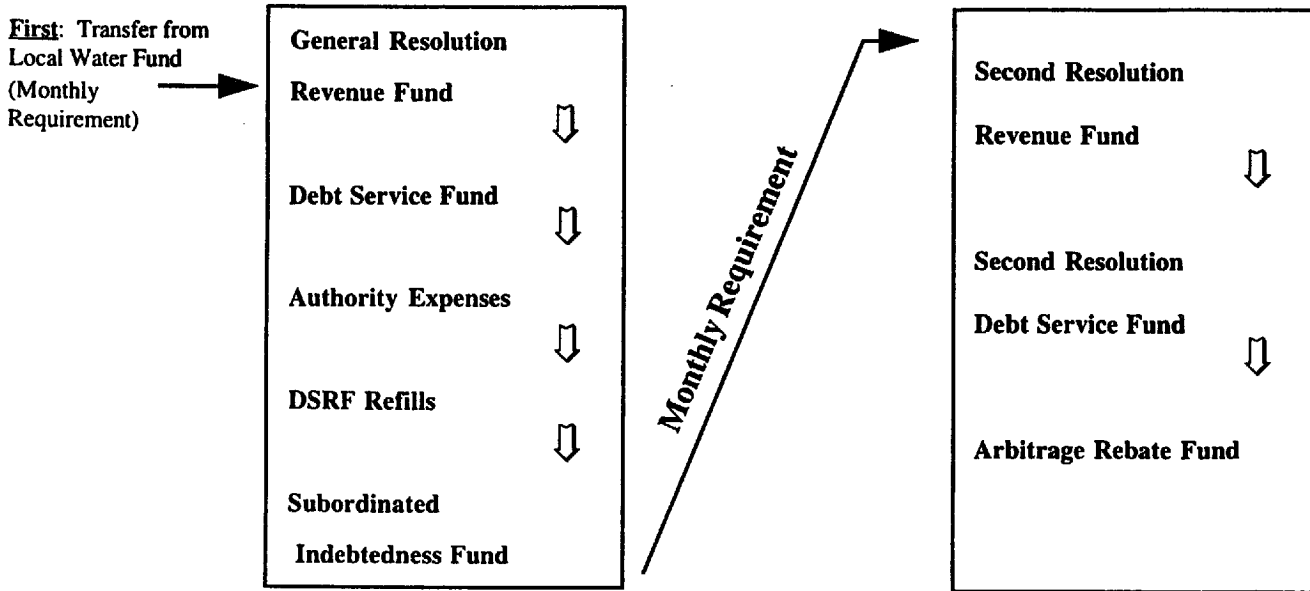 First: Transfer from
Local Water Fund
(Monthly
Requirement)
General Resolution
Revenue Fund
Debt Service Fund
Authority Expenses
DSRF Refills
Subordinated
Indebtedness Fund
Monthly Requirement
Second Resolution
Revenue Fund
Second Resolution
Debt Service Fund
Arbitrage Rebate Fund